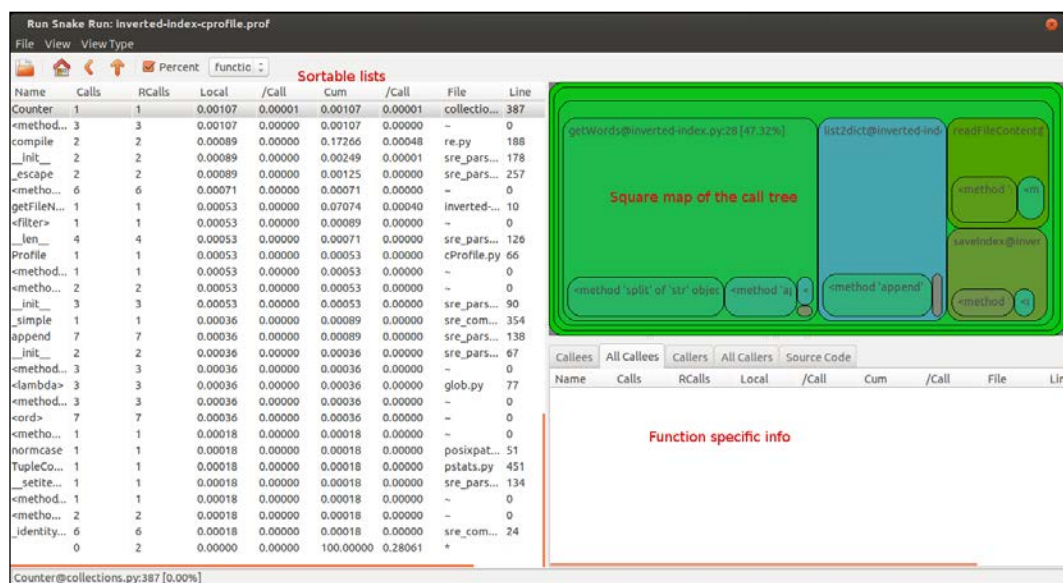 Run Snake Run: inverted-index-cprofile.prof
File View View Type
Percent functic
Sortable lists
Name Calls RCalls Local /Call Cum /Call File Line
Counter 1 1 0.00107 0.00001 0.00107 0.00001 collectio... 387
<method... 3 3 0.00107 0.00000 0.00107 0.00000 ~ 0
compile 2 2 0.00089 0.00000 0.17266 0.00048 re.py 188
__init__ 2 2 0.00089 0.00000 0.00249 0.00001 sre_pars... 178
_escape 2 2 0.00089 0.00000 0.00125 0.00000 sre_pars... 257
<metho... 6 6 0.00071 0.00000 0.00071 0.00000 ~ 0
getFileN... 1 1 0.00053 0.00000 0.07074 0.00040 inverted-... 10
<filter> 1 1 0.00053 0.00000 0.00089 0.00000 ~ 0
__len__ 4 4 0.00053 0.00000 0.00071 0.00000 sre_pars... 126
Profile 1 1 0.00053 0.00000 0.00053 0.00000 cProfile.py 66
<method... 1 1 0.00053 0.00000 0.00053 0.00000 ~ 0
<metho... 2 2 0.00053 0.00000 0.00053 0.00000 ~ 0
__init__ 3 3 0.00053 0.00000 0.00053 0.00000 sre_pars... 90
_simple 1 1 0.00036 0.00000 0.00089 0.00000 sre_com... 354
append 7 7 0.00036 0.00000 0.00089 0.00000 sre_pars... 138
__init__ 2 2 0.00036 0.00000 0.00036 0.00000 sre_pars... 67
<method... 3 3 0.00036 0.00000 0.00036 0.00000 ~ 0
<lambda> 3 3 0.00036 0.00000 0.00036 0.00000 glob.py 77
<method... 3 3 0.00036 0.00000 0.00036 0.00000 ~ 0
<ord> 7 7 0.00036 0.00000 0.00036 0.00000 ~ 0
<metho... 1 1 0.00018 0.00000 0.00018 0.00000 ~ 0
normcase 1 1 0.00018 0.00000 0.00018 0.00000 posixpat... 51
TupleCo... 1 1 0.00018 0.00000 0.00018 0.00000 pstats.py 451
__setite... 1 1 0.00018 0.00000 0.00018 0.00000 sre_pars... 134
<method... 1 1 0.00018 0.00000 0.00018 0.00000 ~ 0
<metho... 2 2 0.00018 0.00000 0.00018 0.00000 ~ 0
_identity... 6 6 0.00018 0.00000 0.00018 0.00000 sre_com... 24
0 2 0.00000 0.00000 100.00000 0.28061 *
getWords@inverted-index.py:28 [47.32%]
list2dict@inverted-ind
readFileContent@
Square map of the call tree
<method '
<m
saveIndex@inver
<method 'split' of 'str' objec
<method 'ap
<
<method 'append'
<method
<s
Callees All Callees Callers All Callers Source Code
Name Calls RCalls Local /Call Cum /Call File Lin
Function specific info
Counter@collections.py:387 [0.00%]